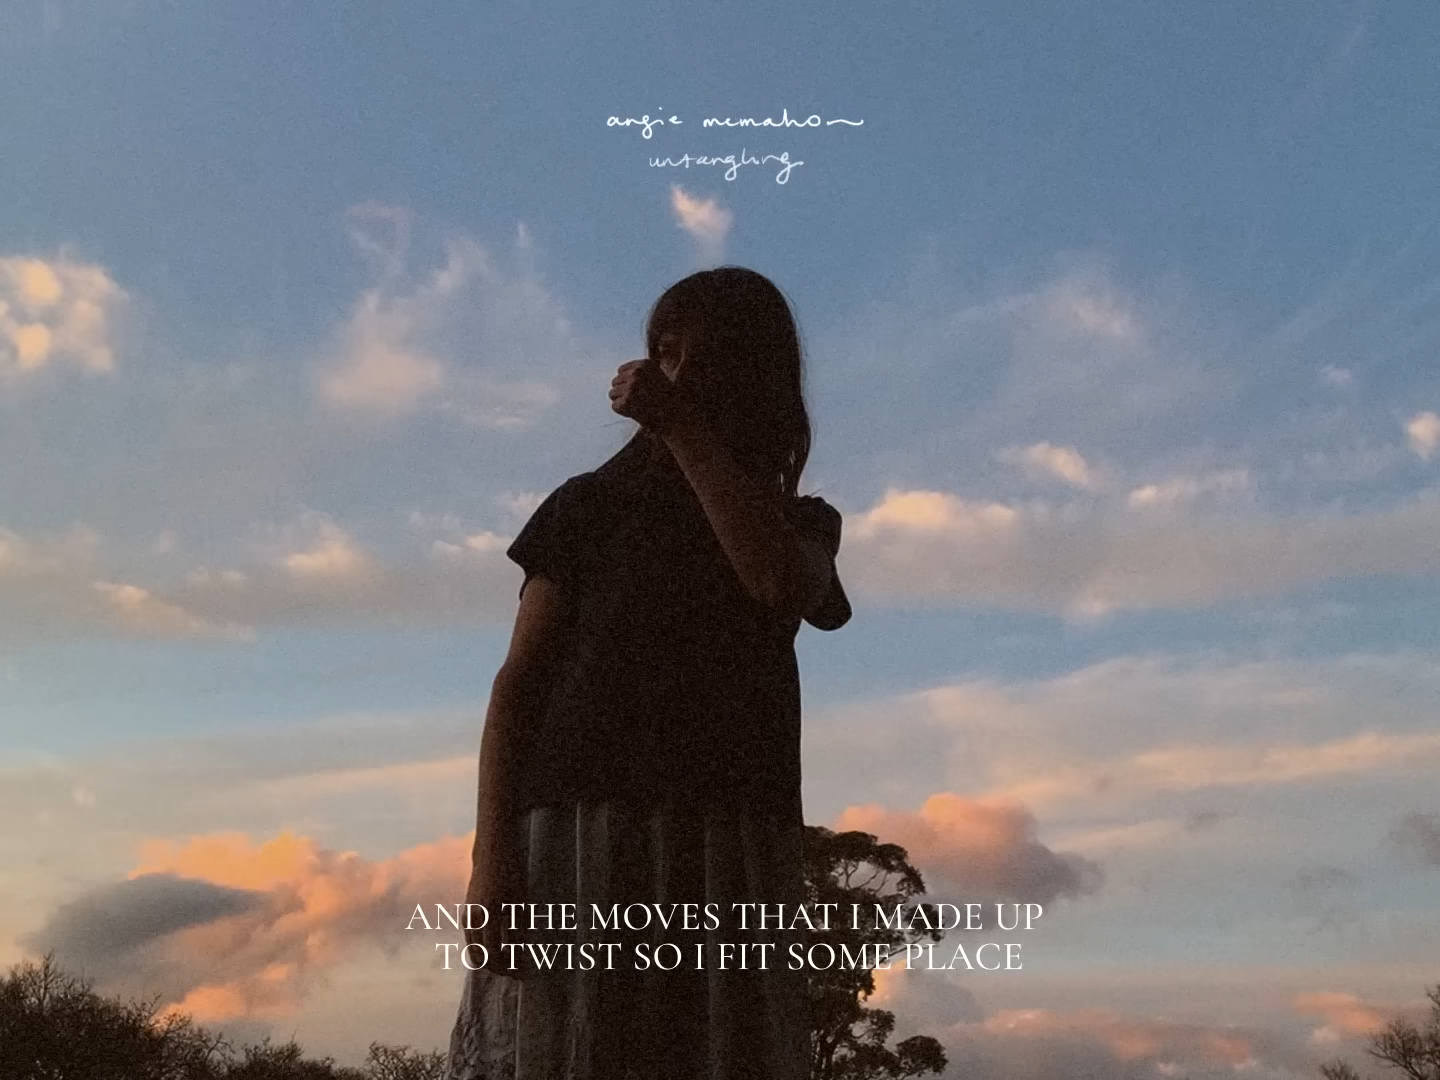 angie mcmahon
untangling
AND THE MOVES THAT I MADE UP
TO TWIST SO I FIT SOME PLACE